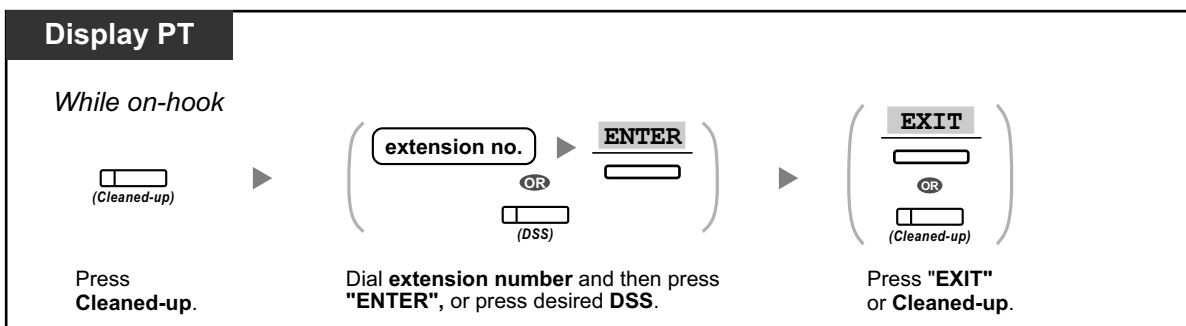 Display PT
While on-hook
(Cleaned-up)
extension no.
ENTER
OR
(DSS)
EXIT
OR
(Cleaned-up)
Press
Cleaned-up.
Dial extension number and then press
"ENTER", or press desired DSS.
Press "EXIT"
or Cleaned-up.